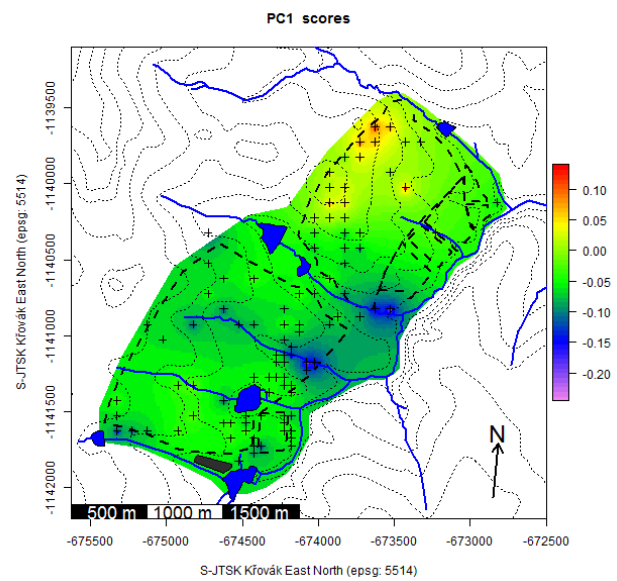 PC1 scores
S-JTSK Křovák East North (epsg: 5514)
-1139500
-1140000
-1140500
-1141000
-1141500
-1142000
0.10
0.05
0.00
-0.05
-0.10
-0.15
-0.20
N
500 m 1000 m 1500 m
-675500 -675000 -674500 -674000 -673500 -673000 -672500
S-JTSK Křovák East North (epsg: 5514)